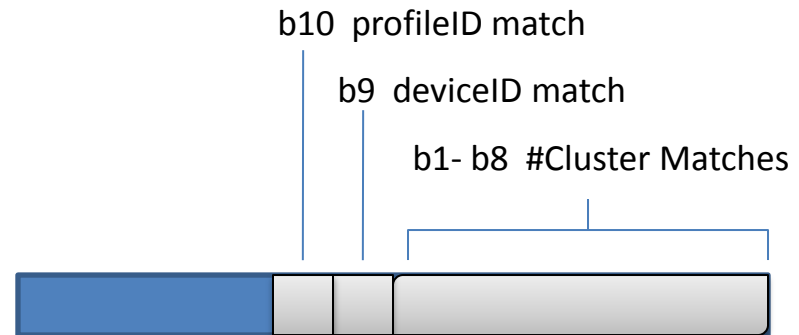 b10 profileID match
b9 deviceID match
b1- b8 #Cluster Matches